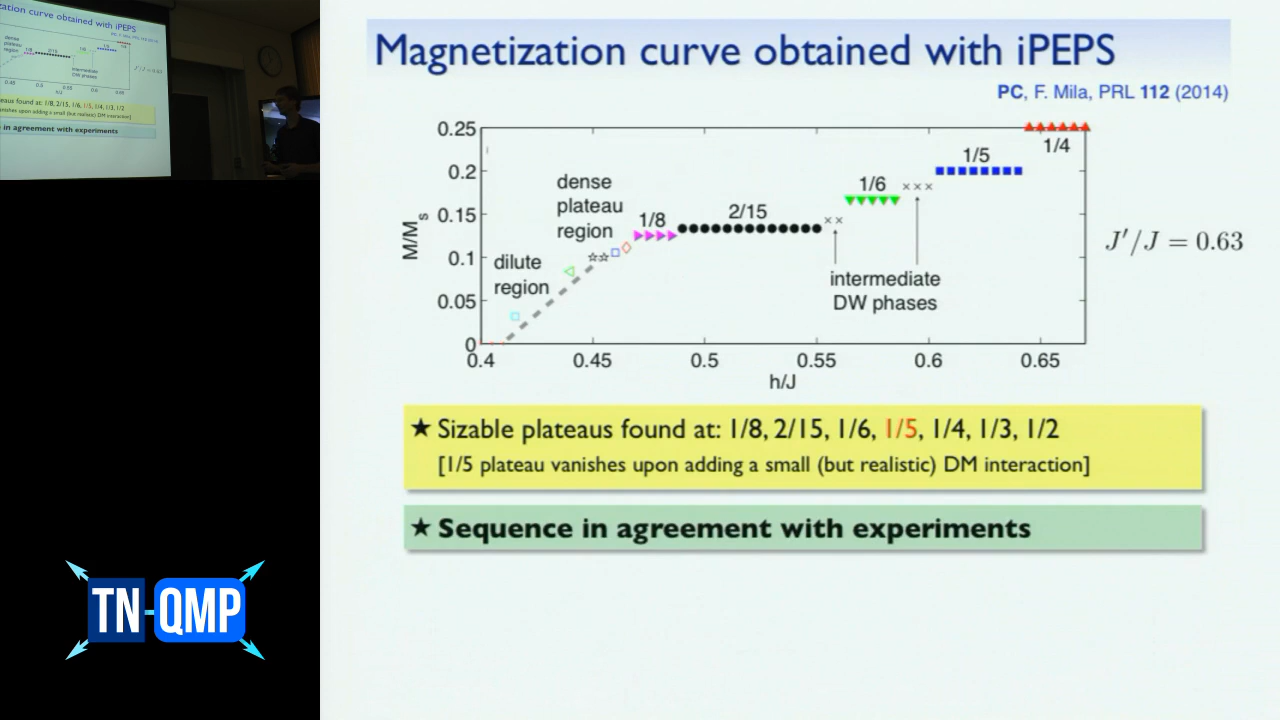 Magnetization curve obtained with iPEPS
PC, F. Mila, PRL 112 (2014)
0.25
0.2
0.15
0.1
0.05
0
M/Ms
0.4
0.45
0.5
0.55
0.6
0.65
h/J
dilute
region
dense
plateau
region
1/8
2/15
1/6
1/5
1/4
intermediate
DW phases
J′/J = 0.63
★ Sizable plateaus found at: 1/8, 2/15, 1/6, 1/5, 1/4, 1/3, 1/2
[1/5 plateau vanishes upon adding a small (but realistic) DM interaction]
★ Sequence in agreement with experiments
TN-QMP